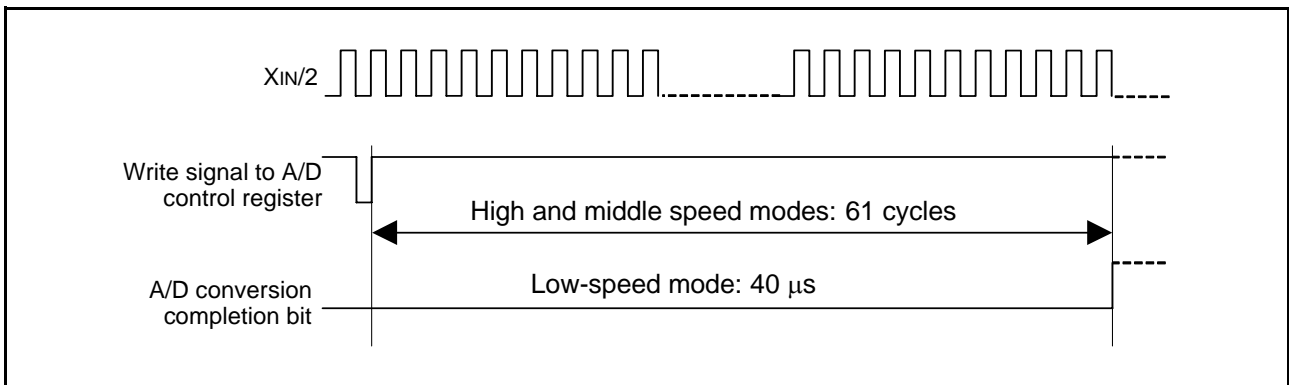 XIN/2
Write signal to A/D
control register
High and middle speed modes: 61 cycles
Low-speed mode: 40 μs
A/D conversion
completion bit